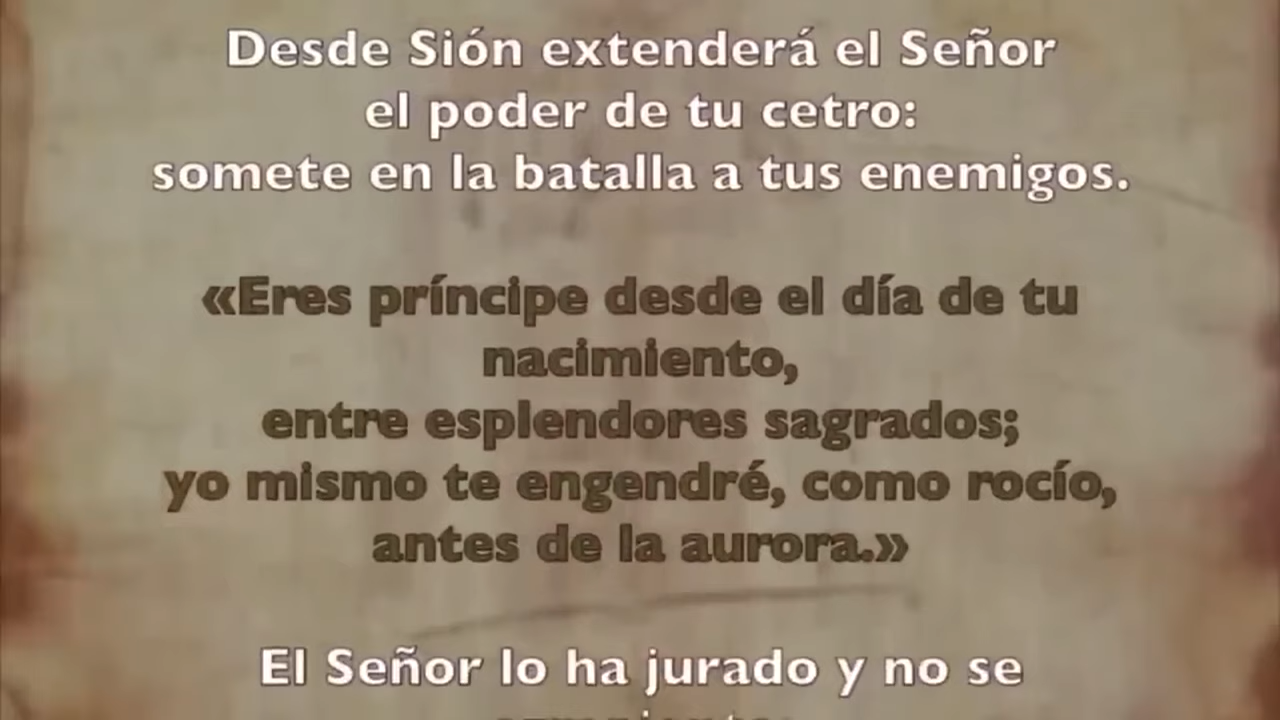 Desde Sión extenderá el Señor
el poder de tu cetro:
somete en la batalla a tus enemigos.
«Eres príncipe desde el día de tu
nacimiento,
entre esplendores sagrados;
yo mismo te engendré, como rocío,
antes de la aurora.»
El Señor lo ha jurado y no se